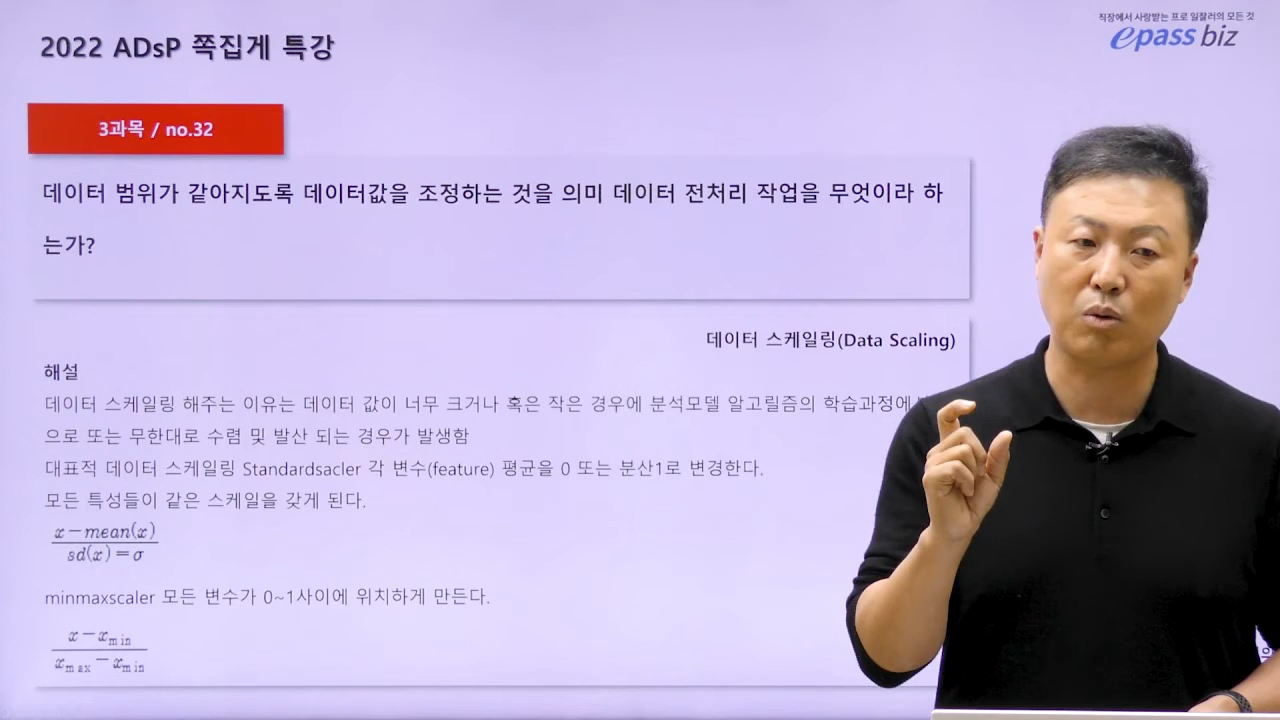 직장에서 사랑받는 프로 일잘러의 모든 것
epass biz
2022 ADsP 쪽집게 특강
3과목 / no.32
데이터 범위가 같아지도록 데이터값을 조정하는 것을 의미 데이터 전처리 작업을 무엇이라 하
는가?
데이터 스케일링(Data Scaling)
해설
데이터 스케일링 해주는 이유는 데이터 값이 너무 크거나 혹은 작은 경우에 분석모델 알고릴즘의 학습과정에
으로 또는 무한대로 수렴 및 발산 되는 경우가 발생함
대표적 데이터 스케일링 Standardsacler 각 변수(feature) 평균을 0 또는 분산1로 변경한다.
모든 특성들이 같은 스케일을 갖게 된다.
x − mean(x)
sd(x) = σ
minmaxscaler 모든 변수가 0~1사이에 위치하게 만든다.
x − xmin
xmax − xmin